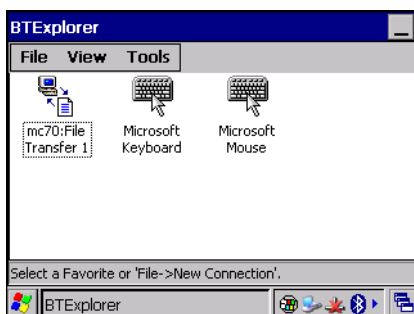 BTExplorer
File View Tools
mc70:File Transfer 1
Microsoft Keyboard
Microsoft Mouse
Select a Favorite or 'File->New Connection'.
BTExplorer